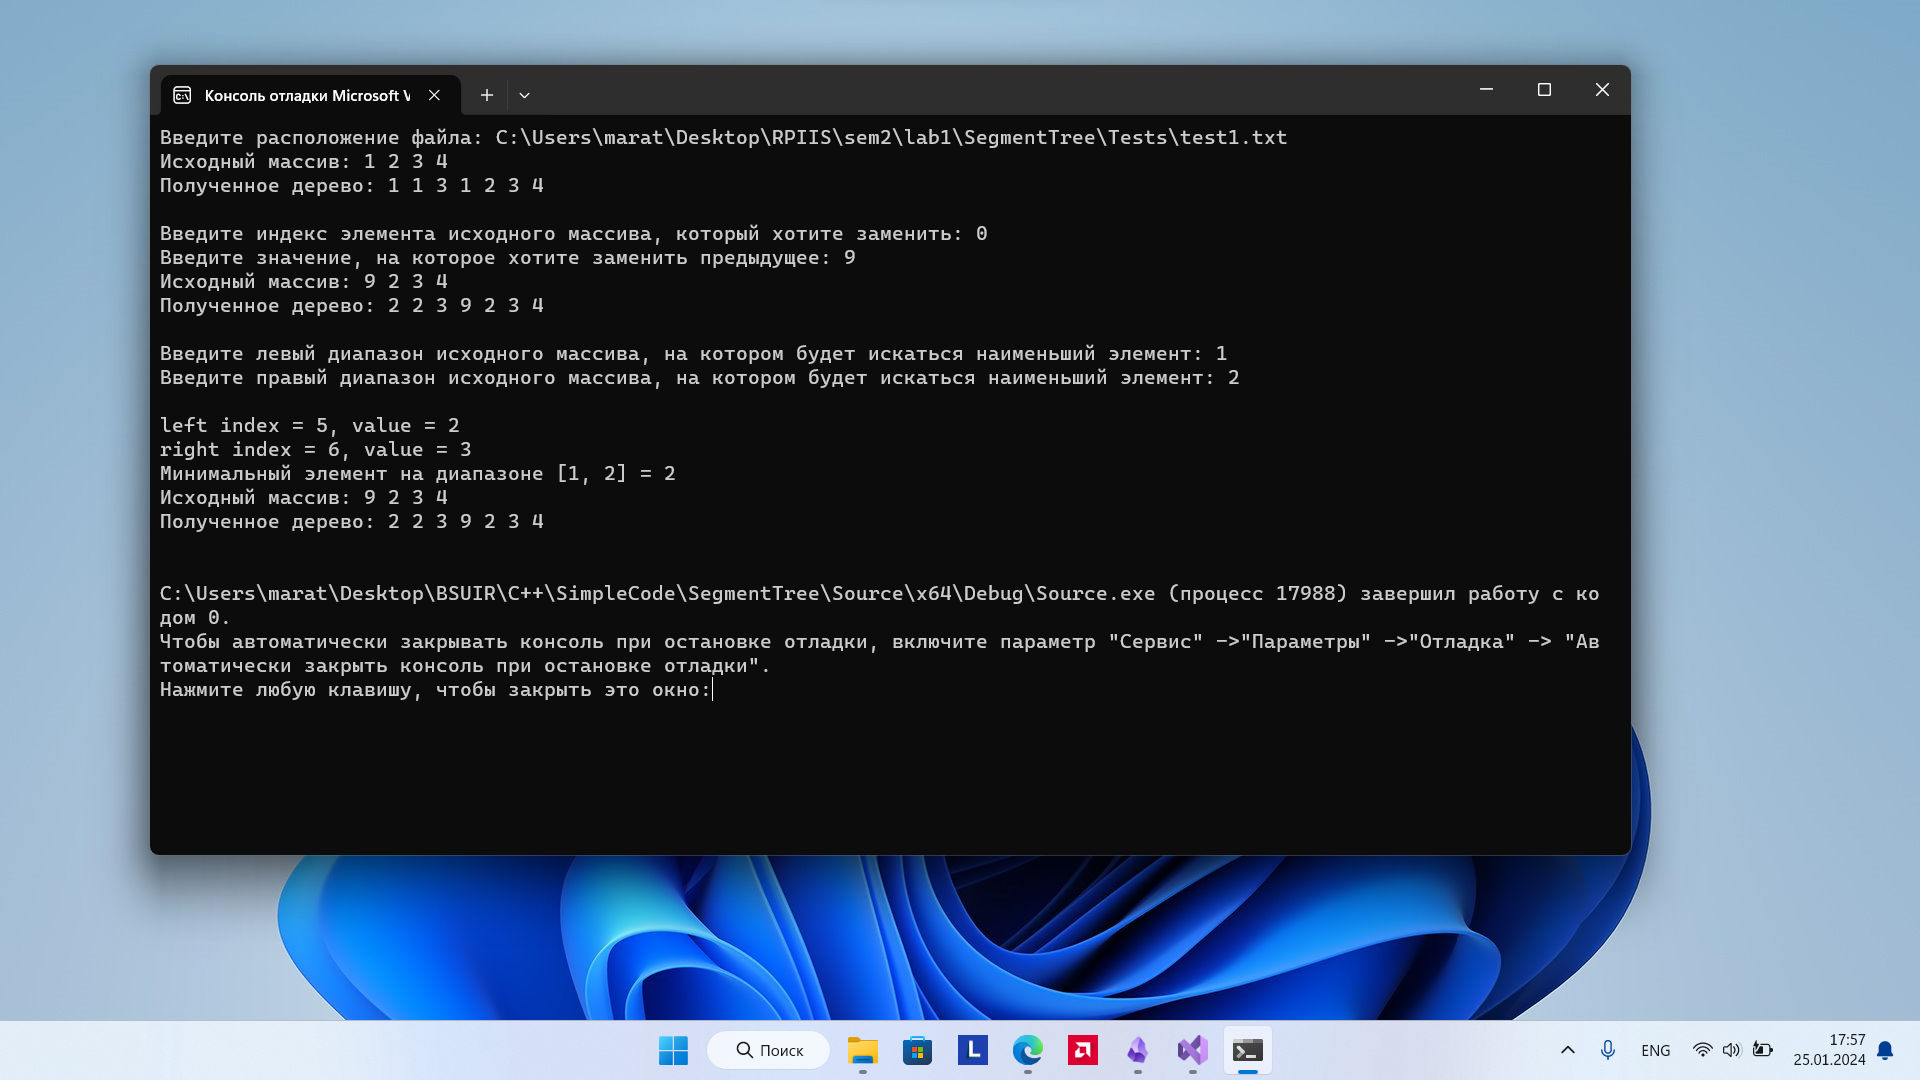 Консоль отладки Microsoft V
Введите расположение файла: C:\Users\marat\Desktop\RPIIS\sem2\lab1\SegmentTree\Tests\test1.txt
Исходный массив: 1 2 3 4
Полученное дерево: 1 1 3 1 2 3 4
Введите индекс элемента исходного массива, который хотите заменить: 0
Введите значение, на которое хотите заменить предыдущее: 9
Исходный массив: 9 2 3 4
Полученное дерево: 2 2 3 9 2 3 4
Введите левый диапазон исходного массива, на котором будет искаться наименьший элемент: 1
Введите правый диапазон исходного массива, на котором будет искаться наименьший элемент: 2
left index = 5, value = 2
right index = 6, value = 3
Минимальный элемент на диапазоне [1, 2] = 2
Исходный массив: 9 2 3 4
Полученное дерево: 2 2 3 9 2 3 4
C:\Users\marat\Desktop\BSUIR\C++\SimpleCode\SegmentTree\Source\x64\Debug\Source.exe (процесс 17988) завершил работу с ко
дом 0.
Чтобы автоматически закрывать консоль при остановке отладки, включите параметр "Сервис" ->"Параметры" ->"Отладка" -> "Ав
томатически закрыть консоль при остановке отладки".
Нажмите любую клавишу, чтобы закрыть это окно:
Поиск
L
ENG
17:57
25.01.2024